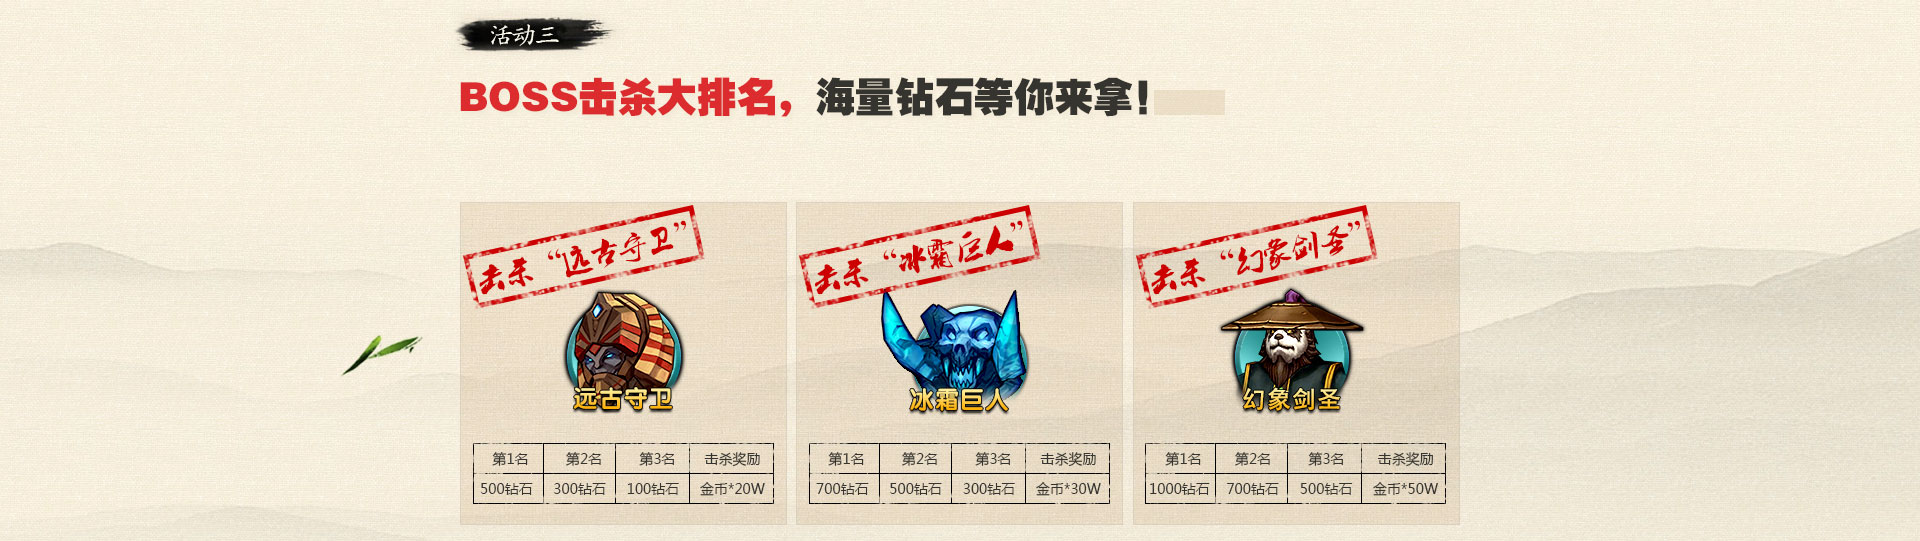 活动三
BOSS击杀大排名，海量钻石等你来拿！
击杀“远古守卫”
远古守卫
第1名 第2名 第3名 击杀奖励
500钻石 300钻石 100钻石 金币*20W
击杀“冰霜巨人”
冰霜巨人
第1名 第2名 第3名 击杀奖励
700钻石 500钻石 300钻石 金币*30W
击杀“幻象剑圣”
幻象剑圣
第1名 第2名 第3名 击杀奖励
1000钻石 700钻石 500钻石 金币*50W